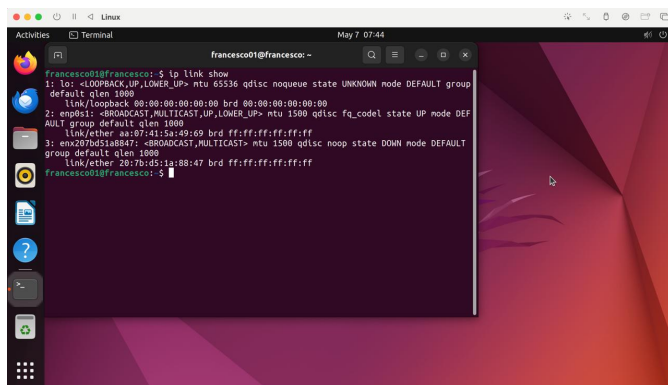 Linux
Activities
Terminal
May 7 07:44
francesco01@francesco: ~
francesco01@francesco:~$ ip link show
1: lo: <LOOPBACK,UP,LOWER_UP> mtu 65536 qdisc noqueue state UNKNOWN mode DEFAULT group
 default qlen 1000
    link/loopback 00:00:00:00:00:00 brd 00:00:00:00:00:00
2: enp0s1: <BROADCAST,MULTICAST,UP,LOWER_UP> mtu 1500 qdisc fq_codel state UP mode DEF
AULT group default qlen 1000
    link/ether aa:07:41:5a:49:69 brd ff:ff:ff:ff:ff:ff
3: enx207bd51a8847: <BROADCAST,MULTICAST> mtu 1500 qdisc noop state DOWN mode DEFAULT
group default qlen 1000
    link/ether 20:7b:d5:1a:88:47 brd ff:ff:ff:ff:ff:ff
francesco01@francesco:~$